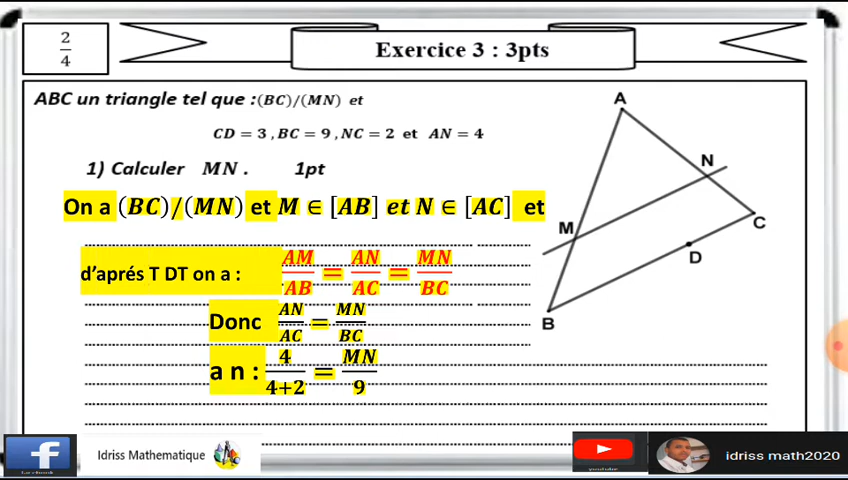 2/4
Exercice 3 : 3pts
ABC un triangle tel que : (BC)/(MN) et
CD = 3 , BC = 9 , NC = 2 et AN = 4
1) Calculer MN . 1pt
On a (BC)/(MN) et M ∈ [AB] et N ∈ [AC] et
d'aprés T DT on a : AM/AB = AN/AC = MN/BC
Donc AN/AC = MN/BC
a n : 4/4+2 = MN/9
A
N
M
C
D
B
f
facebook
Idriss Mathematique
youtube
idriss math2020